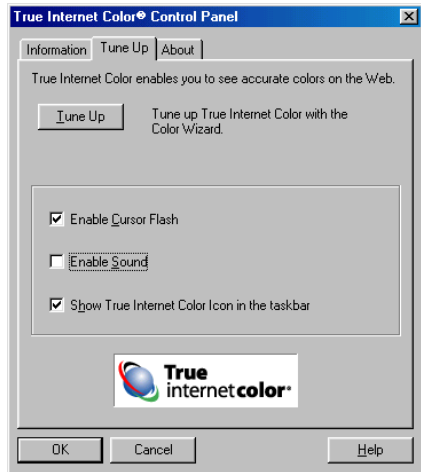 True Internet Color® Control Panel
Information Tune Up About
True Internet Color enables you to see accurate colors on the Web.
Tune Up
Tune up True Internet Color with the
Color Wizard.
Enable Cursor Flash
Enable Sound
Show True Internet Color Icon in the taskbar
True
internetcolor
OK Cancel Help